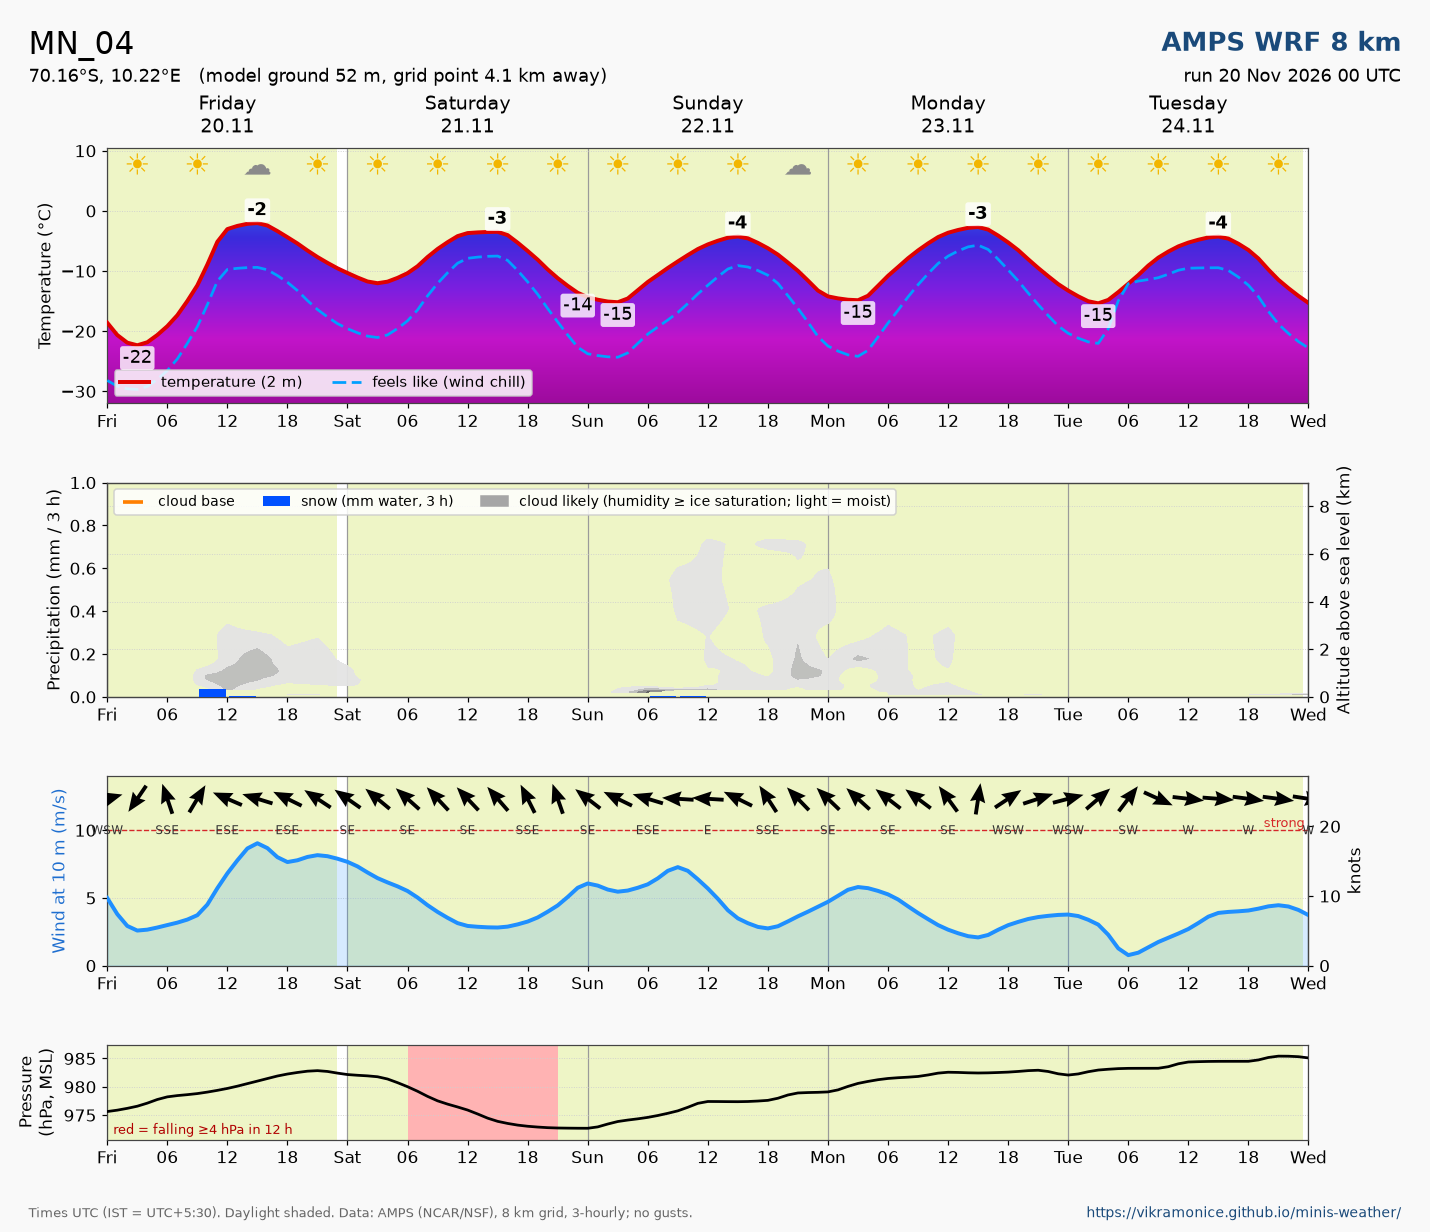 MN_04
AMPS WRF 8 km
70.16°S, 10.22°E (model ground 52 m, grid point 4.1 km away)
run 20 Nov 2026 00 UTC
Friday Saturday Sunday Monday Tuesday
20.11 21.11 22.11 23.11 24.11
Temperature (°C)
10
0
−10
−20
−30
-2 -3 -4 -3 -4
-22 -14 -15 -15 -15
temperature (2 m) feels like (wind chill)
Fri 06 12 18 Sat 06 12 18 Sun 06 12 18 Mon 06 12 18 Tue 06 12 18 Wed
Precipitation (mm / 3 h)
1.0
0.8
0.6
0.4
0.2
0.0
cloud base snow (mm water, 3 h) cloud likely (humidity ≥ ice saturation; light = moist)
8
6
4
2
0
Altitude above sea level (km)
Fri 06 12 18 Sat 06 12 18 Sun 06 12 18 Mon 06 12 18 Tue 06 12 18 Wed
Wind at 10 m (m/s)
10
5
0
WSW SSE ESE ESE SE SE SE SSE SE ESE E SSE SE SE SE WSW WSW SW W W W
strong
20
10
0
knots
Fri 06 12 18 Sat 06 12 18 Sun 06 12 18 Mon 06 12 18 Tue 06 12 18 Wed
Pressure
(hPa, MSL)
985
980
975
red = falling ≥4 hPa in 12 h
Fri 06 12 18 Sat 06 12 18 Sun 06 12 18 Mon 06 12 18 Tue 06 12 18 Wed
Times UTC (IST = UTC+5:30). Daylight shaded. Data: AMPS (NCAR/NSF), 8 km grid, 3-hourly; no gusts.
https://vikramonice.github.io/minis-weather/